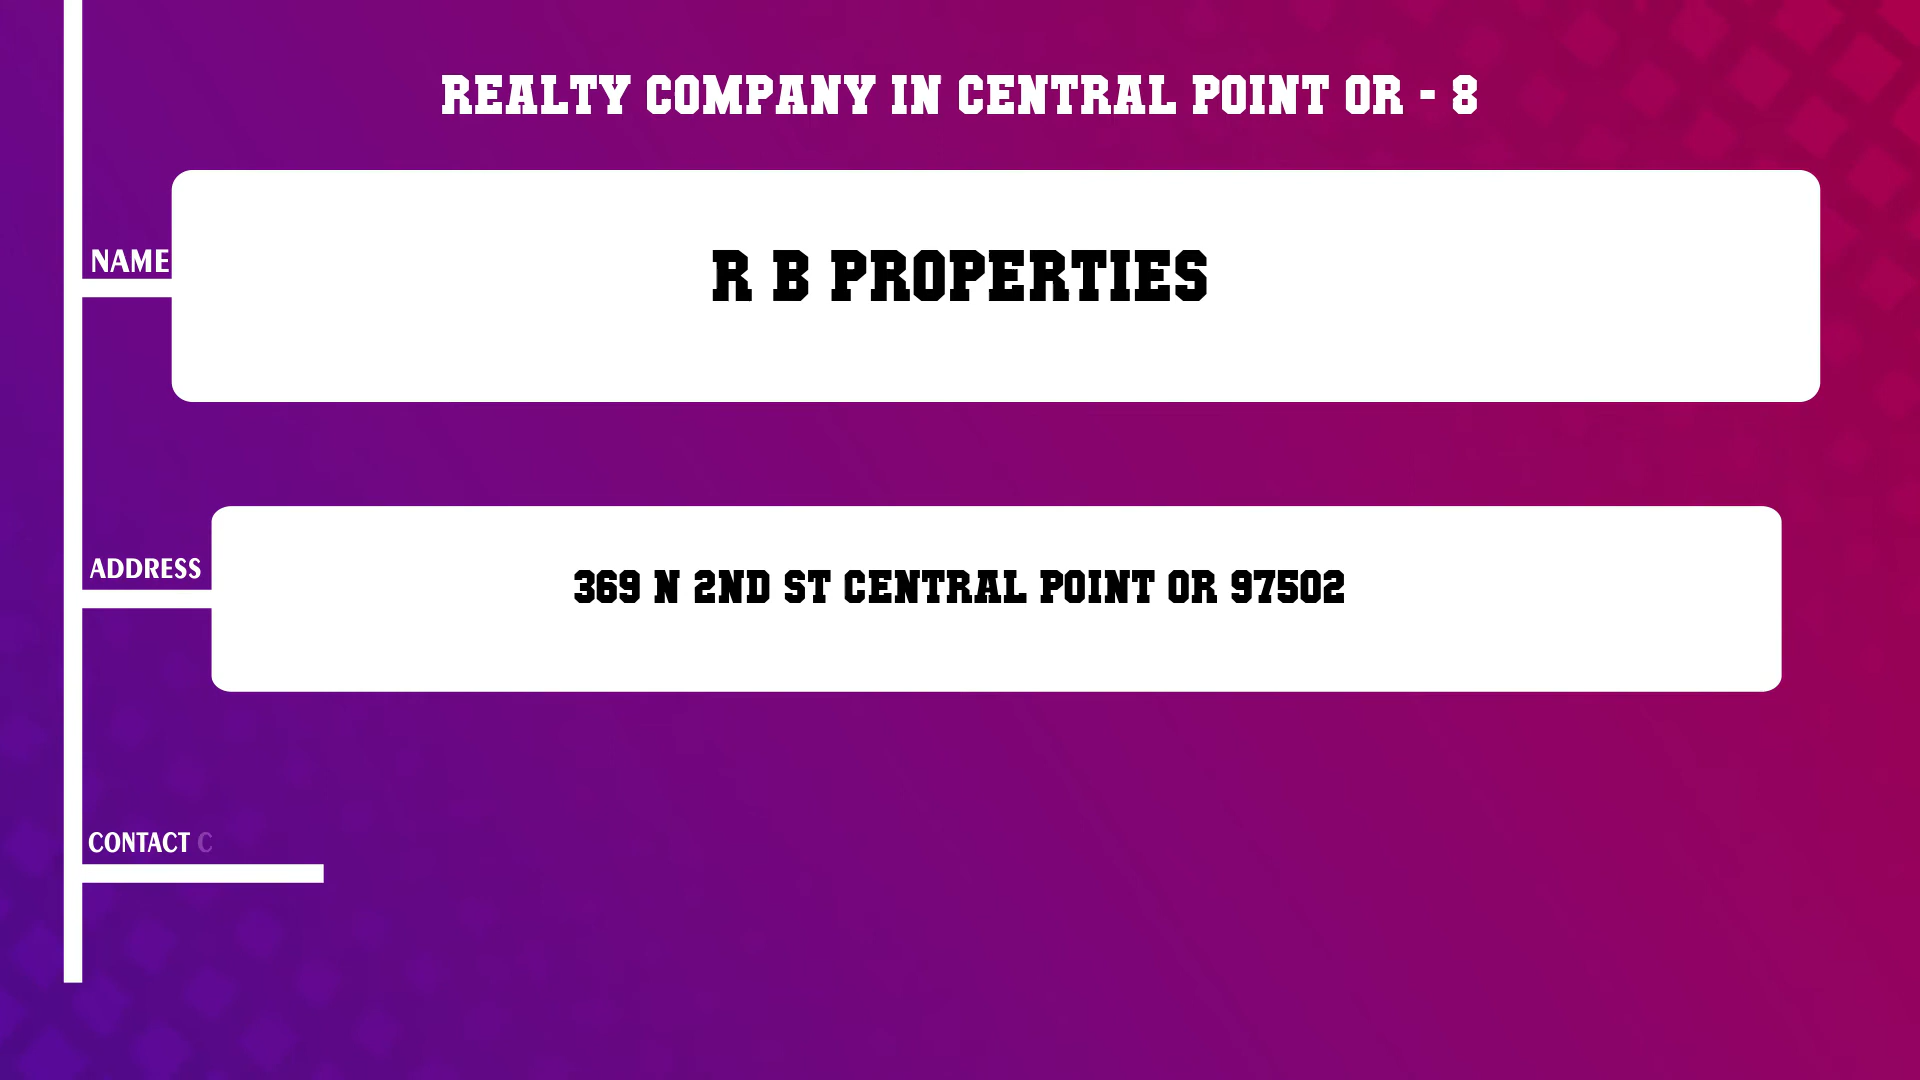 REALTY COMPANY IN CENTRAL POINT OR - 8
NAME
R B PROPERTIES
ADDRESS
369 N 2ND ST CENTRAL POINT OR 97502
CONTACT C